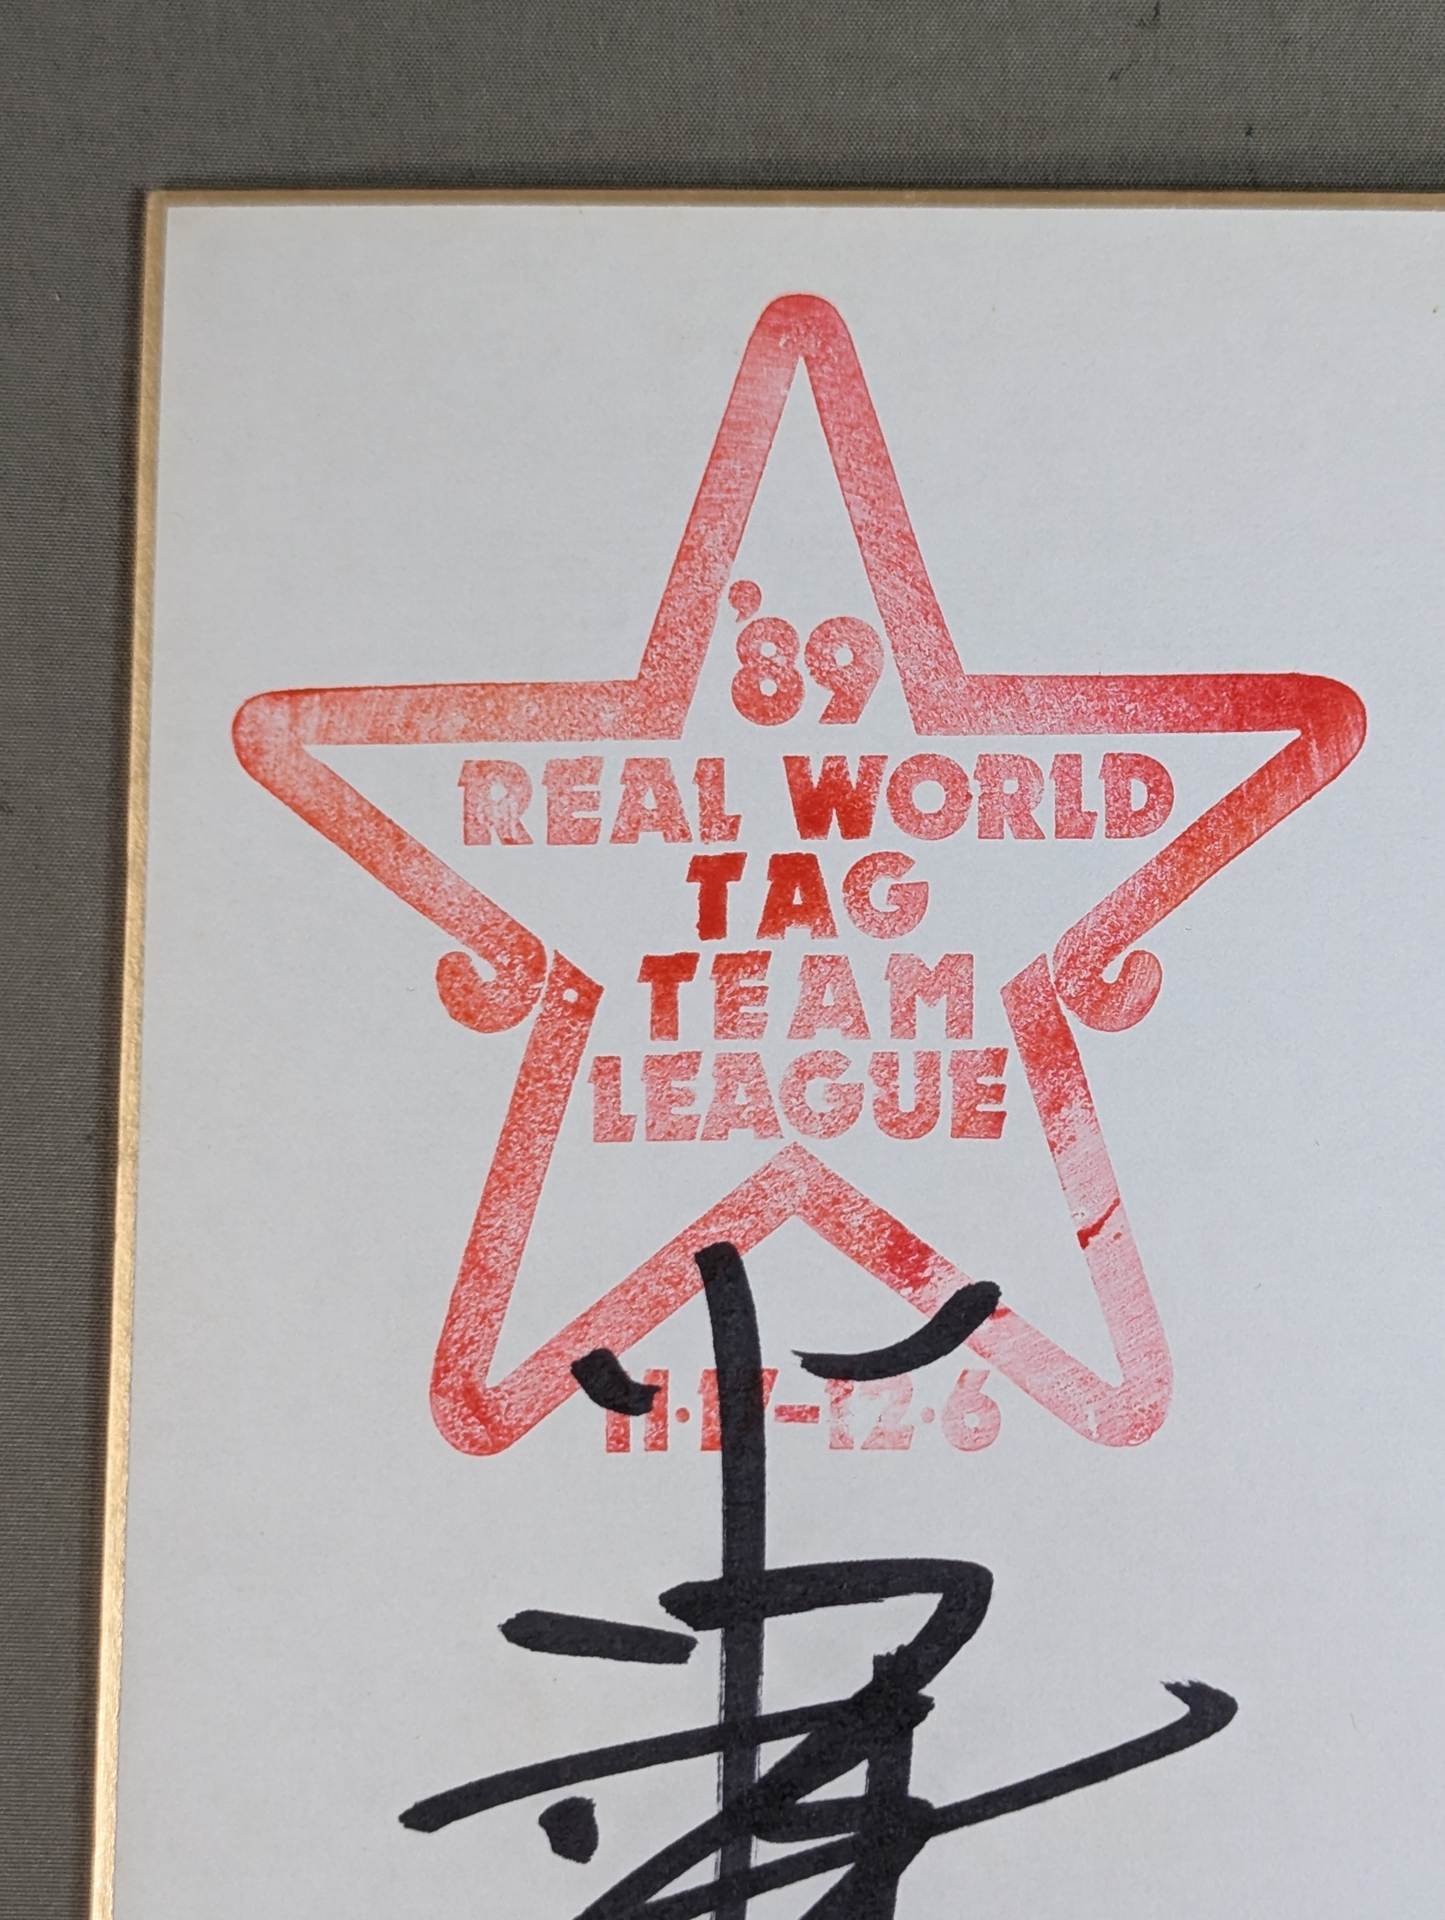 '89
REAL WORLD
TAG
TEAM
LEAGUE
11·17-12·6